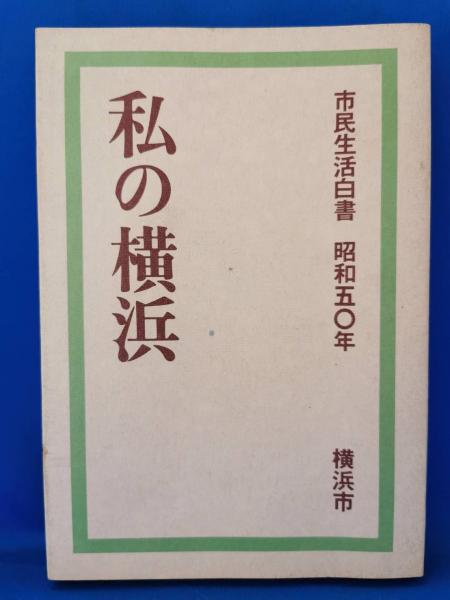 市民生活白書　昭和五〇年
横浜市
私の横浜